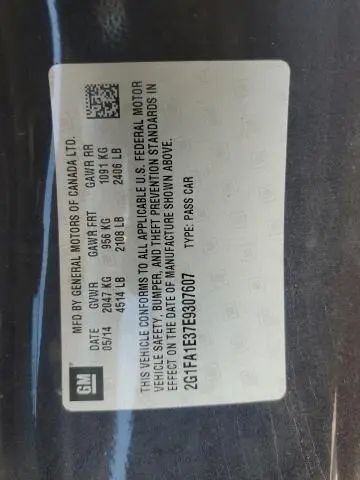 GM
MFD BY GENERAL MOTORS OF CANADA LTD.
DATE GVWR GAWR FRT GAWR RR
05/14 2047 KG 956 KG 1091 KG
4514 LB 2108 LB 2406 LB
THIS VEHICLE CONFORMS TO ALL APPLICABLE U.S. FEDERAL MOTOR
VEHICLE SAFETY, BUMPER, AND THEFT PREVENTION STANDARDS IN
EFFECT ON THE DATE OF MANUFACTURE SHOWN ABOVE.
2G1FA1E37E9307607 TYPE: PASS CAR